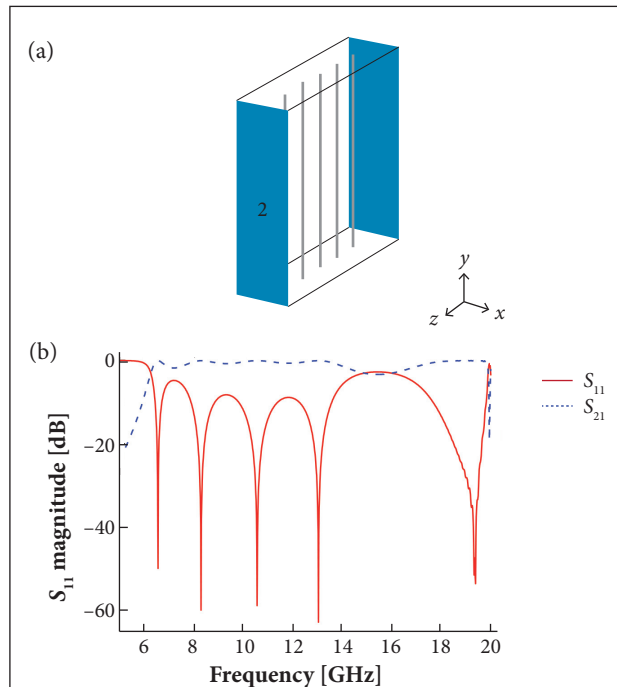 (a)
2
y
z
x
(b)
0
−20
−40
−60
S11 magnitude [dB]
6 8 10 12 14 16 18 20
Frequency [GHz]
S11
S21